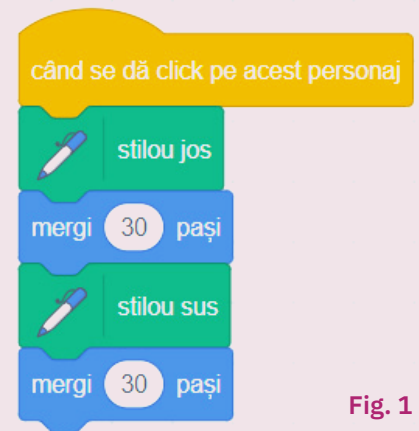 când se dă click pe acest personaj
stilou jos
mergi 30 pași
stilou sus
mergi 30 pași
Fig. 1